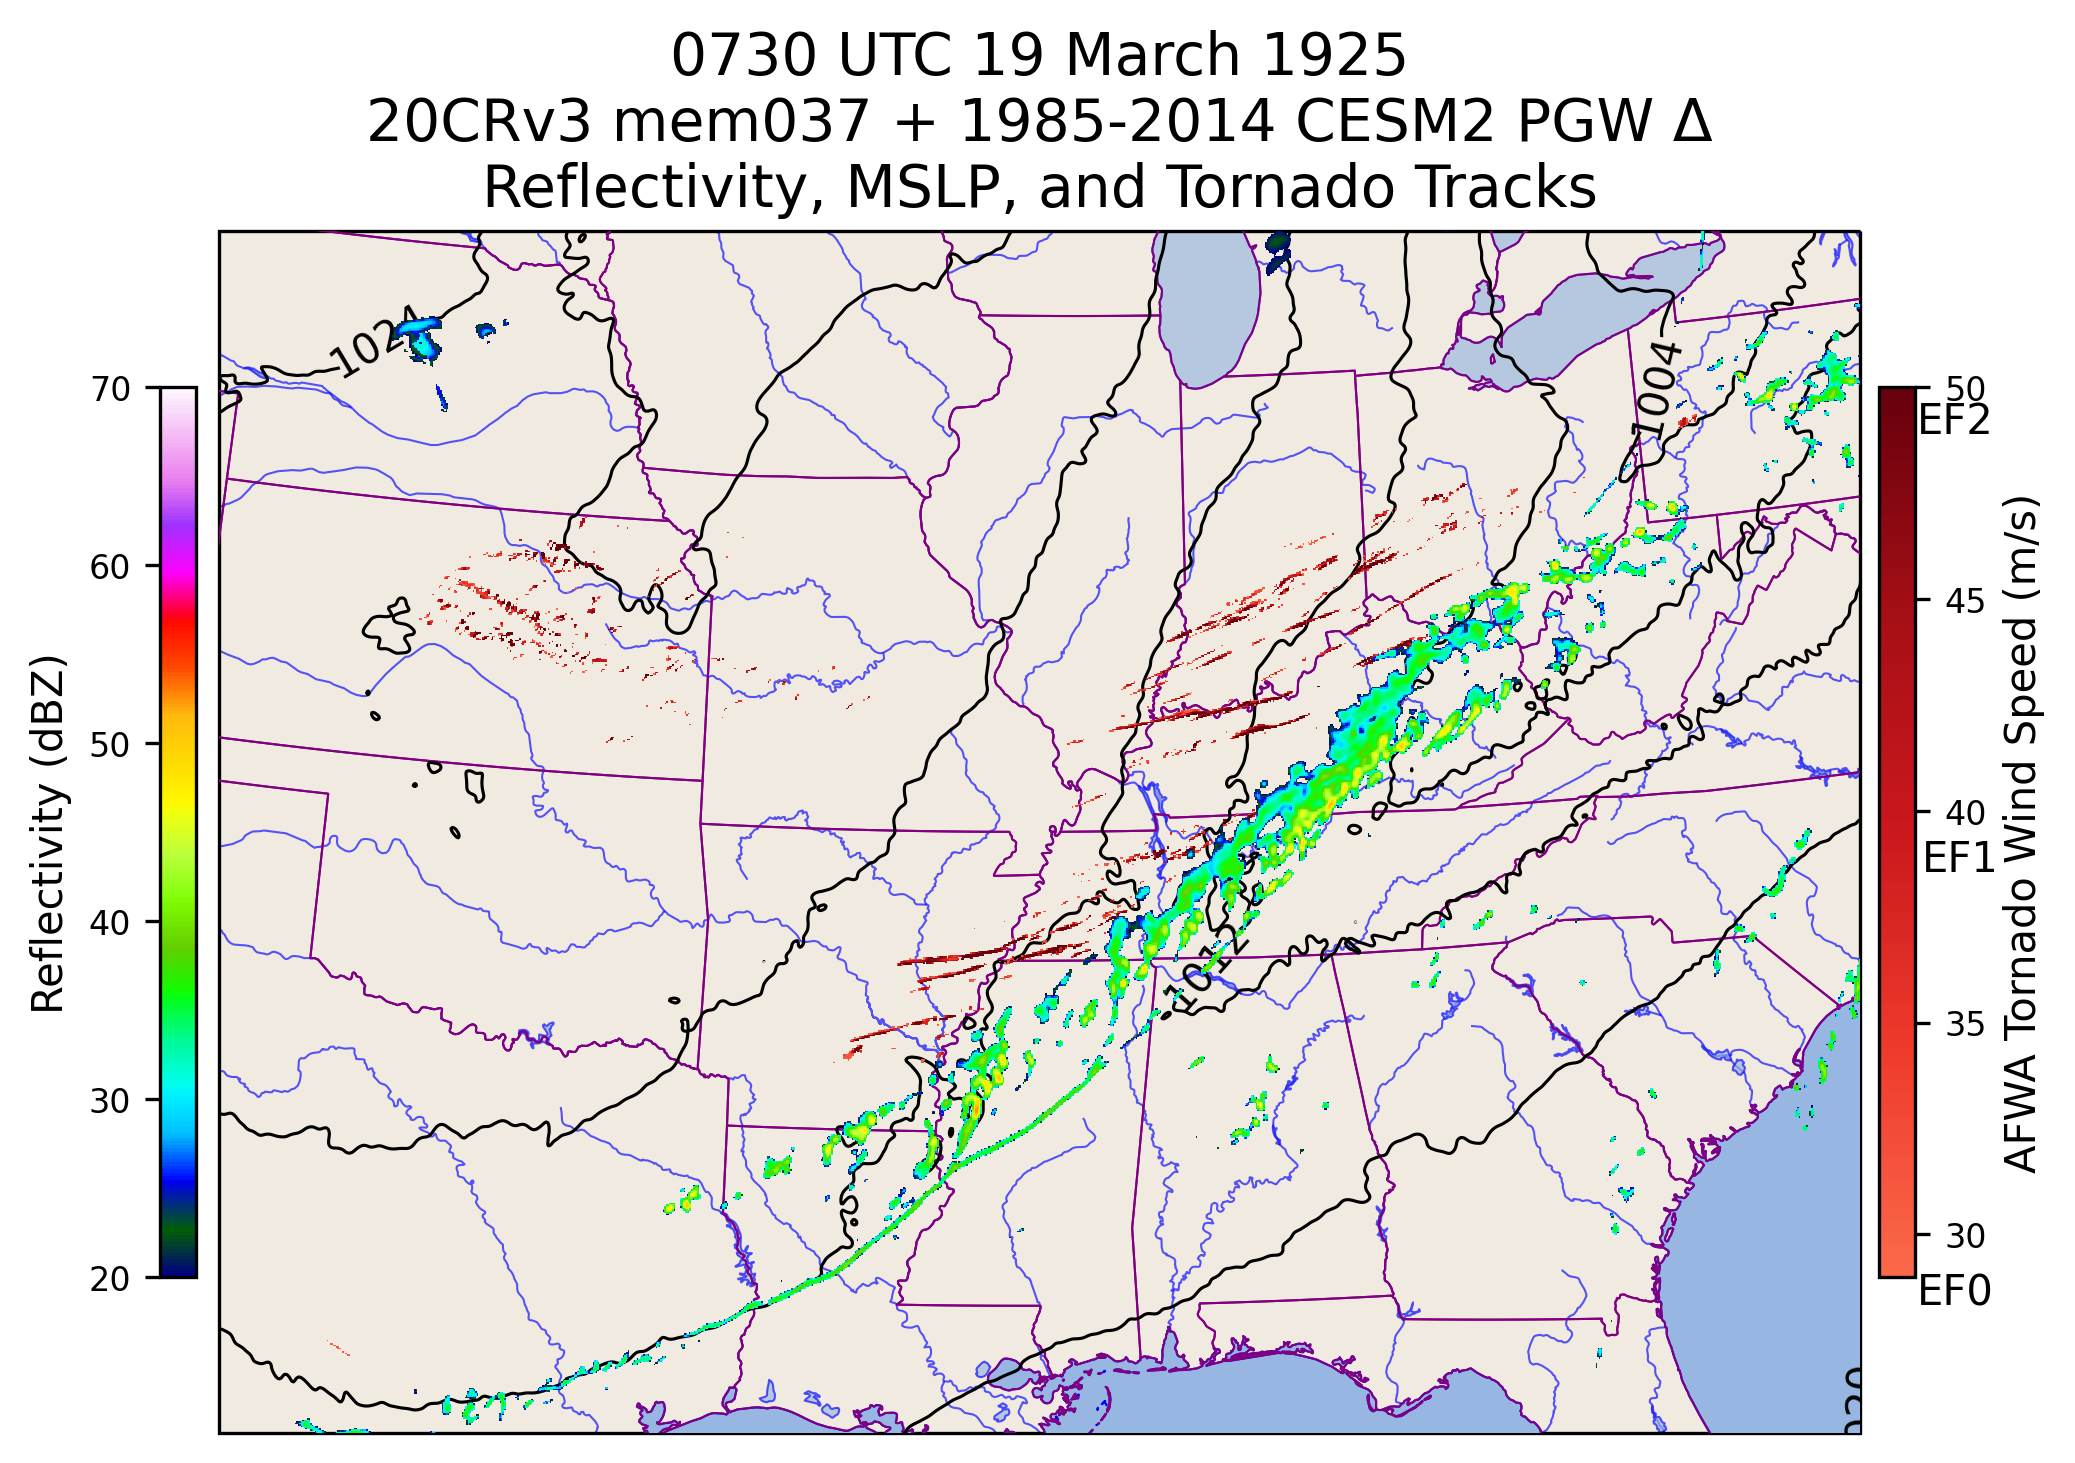 0730 UTC 19 March 1925
20CRv3 mem037 + 1985-2014 CESM2 PGW Δ
Reflectivity, MSLP, and Tornado Tracks
1024
1004
1012
020
Reflectivity (dBZ)
70
60
50
40
30
20
50
EF2
45
40
EF1
35
30
EF0
AFWA Tornado Wind Speed (m/s)